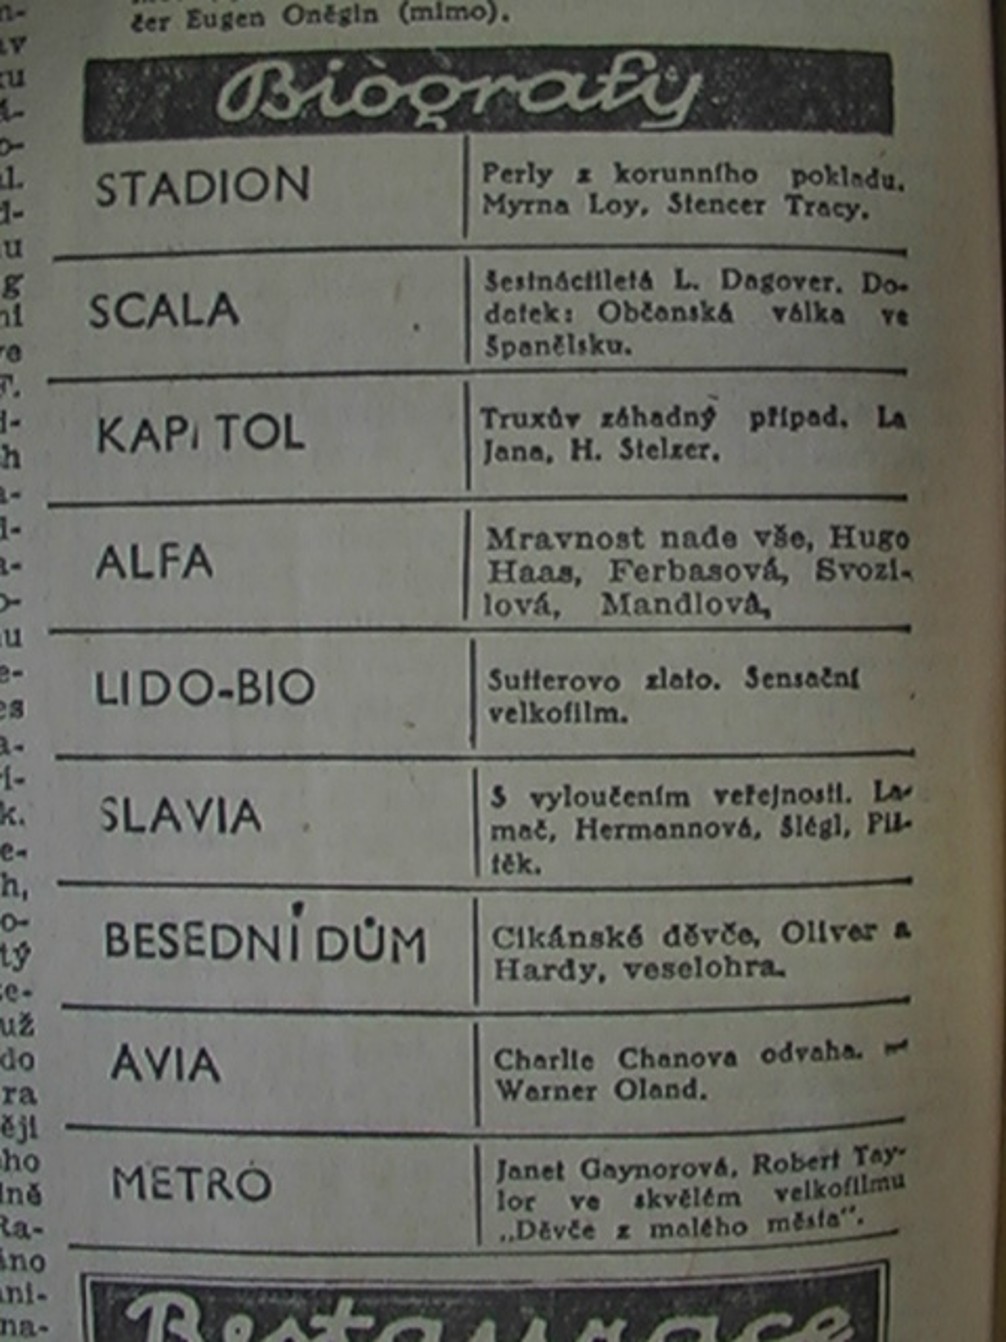 čer Eugen Oněgin (mimo).
Biografy
STADION
Perly z korunního pokladu.
Myrna Loy, Stencer Tracy.
SCALA
Šestnáctiletá L. Dagover. Do-
datek: Občanská válka ve
Španělsku.
KAPITOL
Truxův záhadný případ. La
Jana, H. Stelzer.
ALFA
Mravnost nade vše, Hugo
Haas, Ferbasová, Svozi-
lová, Mandlová,
LIDO-BIO
Sutterovo zlato. Sensační
velkofilm.
SLAVIA
S vyloučením veřejnosti. La-
mač, Hermannová, Šlégl, Piš-
těk.
BESEDNÍ DŮM
Cikánské děvče, Oliver a
Hardy, veselohra.
AVIA
Charlie Chanova odvaha. —
Warner Oland.
METRO
Janet Gaynorová, Robert Tay-
lor ve skvělém velkofilmu
„Děvče z malého města“.
Restaurace